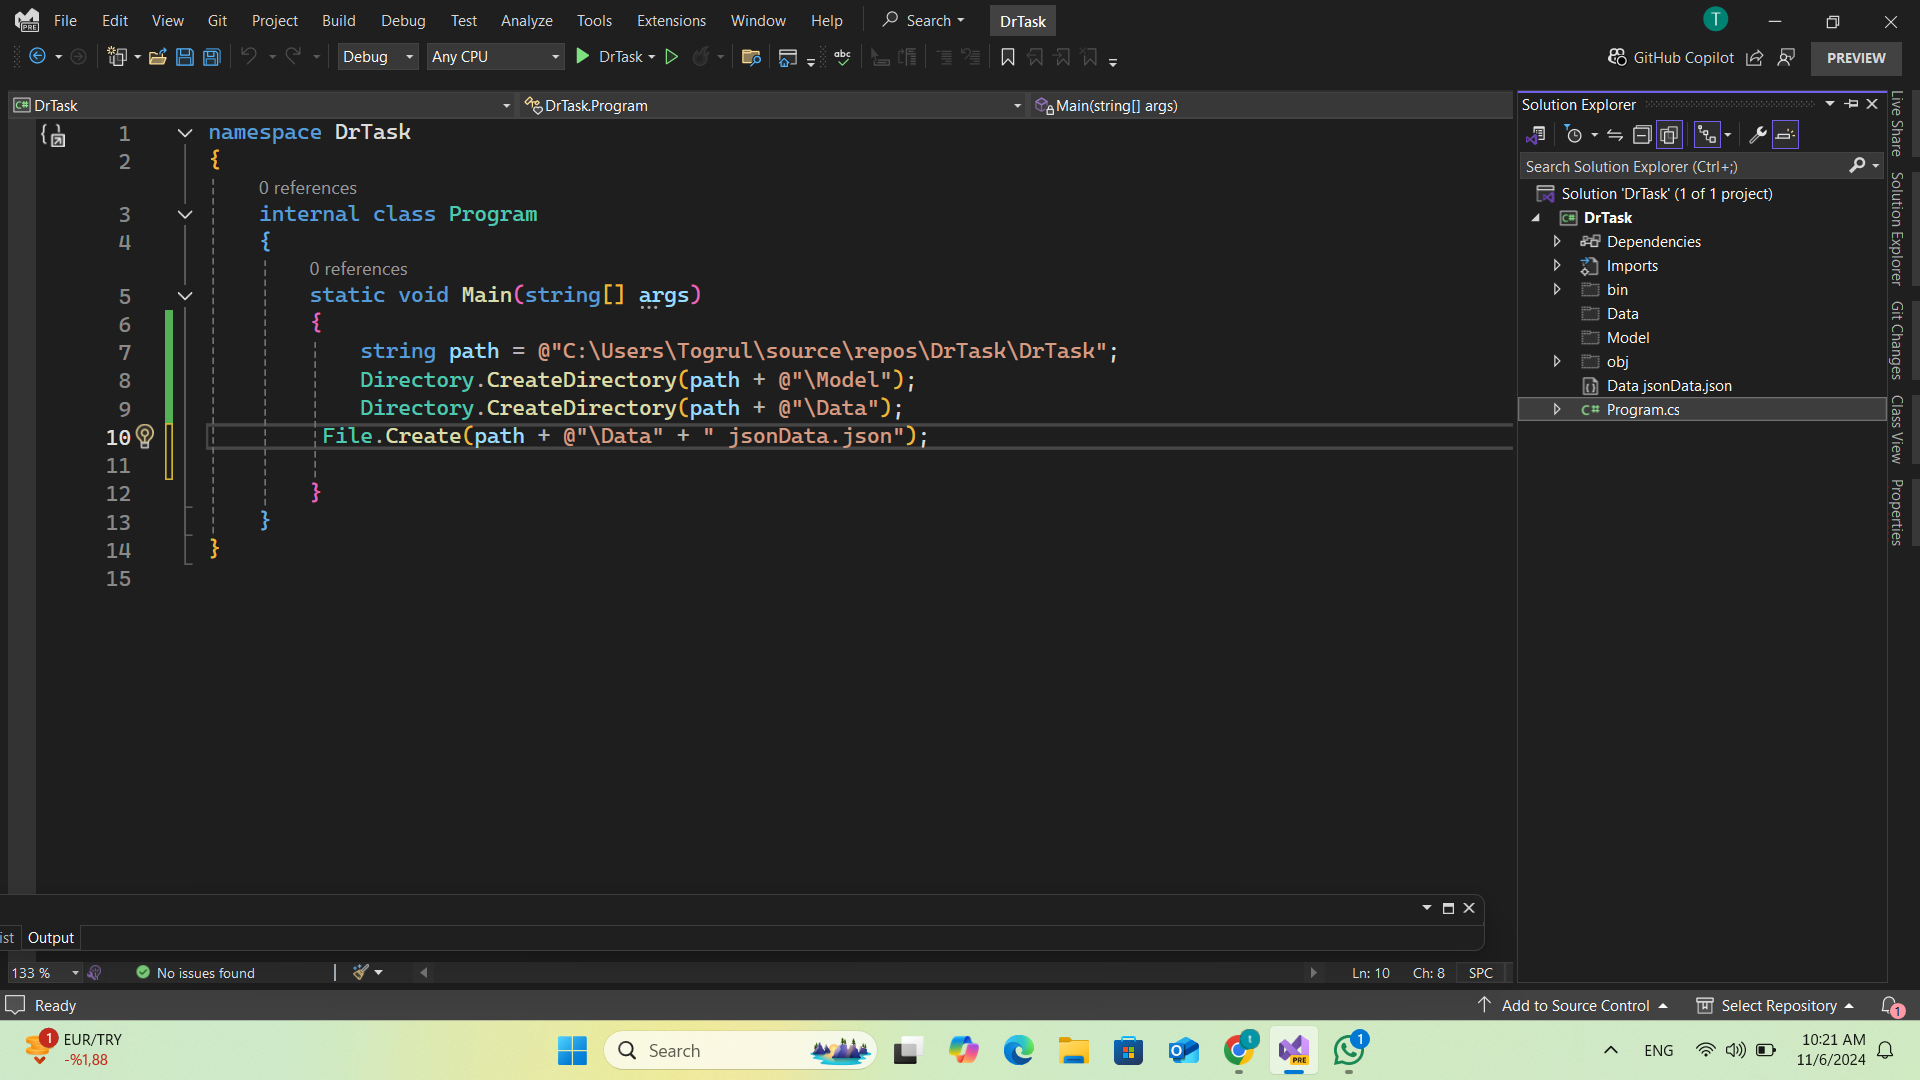 File Edit View Git Project Build Debug Test Analyze Tools Extensions Window Help Search DrTask
T
Debug Any CPU DrTask GitHub Copilot PREVIEW
DrTask DrTask.Program Main(string[] args)
1 namespace DrTask
2 {
0 references
3 internal class Program
4 {
0 references
5 static void Main(string[] args)
6 {
7 string path = @"C:\Users\Togrul\source\repos\DrTask\DrTask";
8 Directory.CreateDirectory(path + @"\Model");
9 Directory.CreateDirectory(path + @"\Data");
10 File.Create(path + @"\Data" + " jsonData.json");
11
12 }
13 }
14 }
15
Solution Explorer
Search Solution Explorer (Ctrl+;)
Solution 'DrTask' (1 of 1 project)
DrTask
Dependencies
Imports
bin
Data
Model
obj
Data jsonData.json
C# Program.cs
Live Share
Solution Explorer
Git Changes
Class View
Properties
ist Output
133 % No issues found Ln: 10 Ch: 8 SPC
Ready Add to Source Control Select Repository 1
1 EUR/TRY
-%1,88
Search
PRE
1
ENG
10:21 AM
11/6/2024